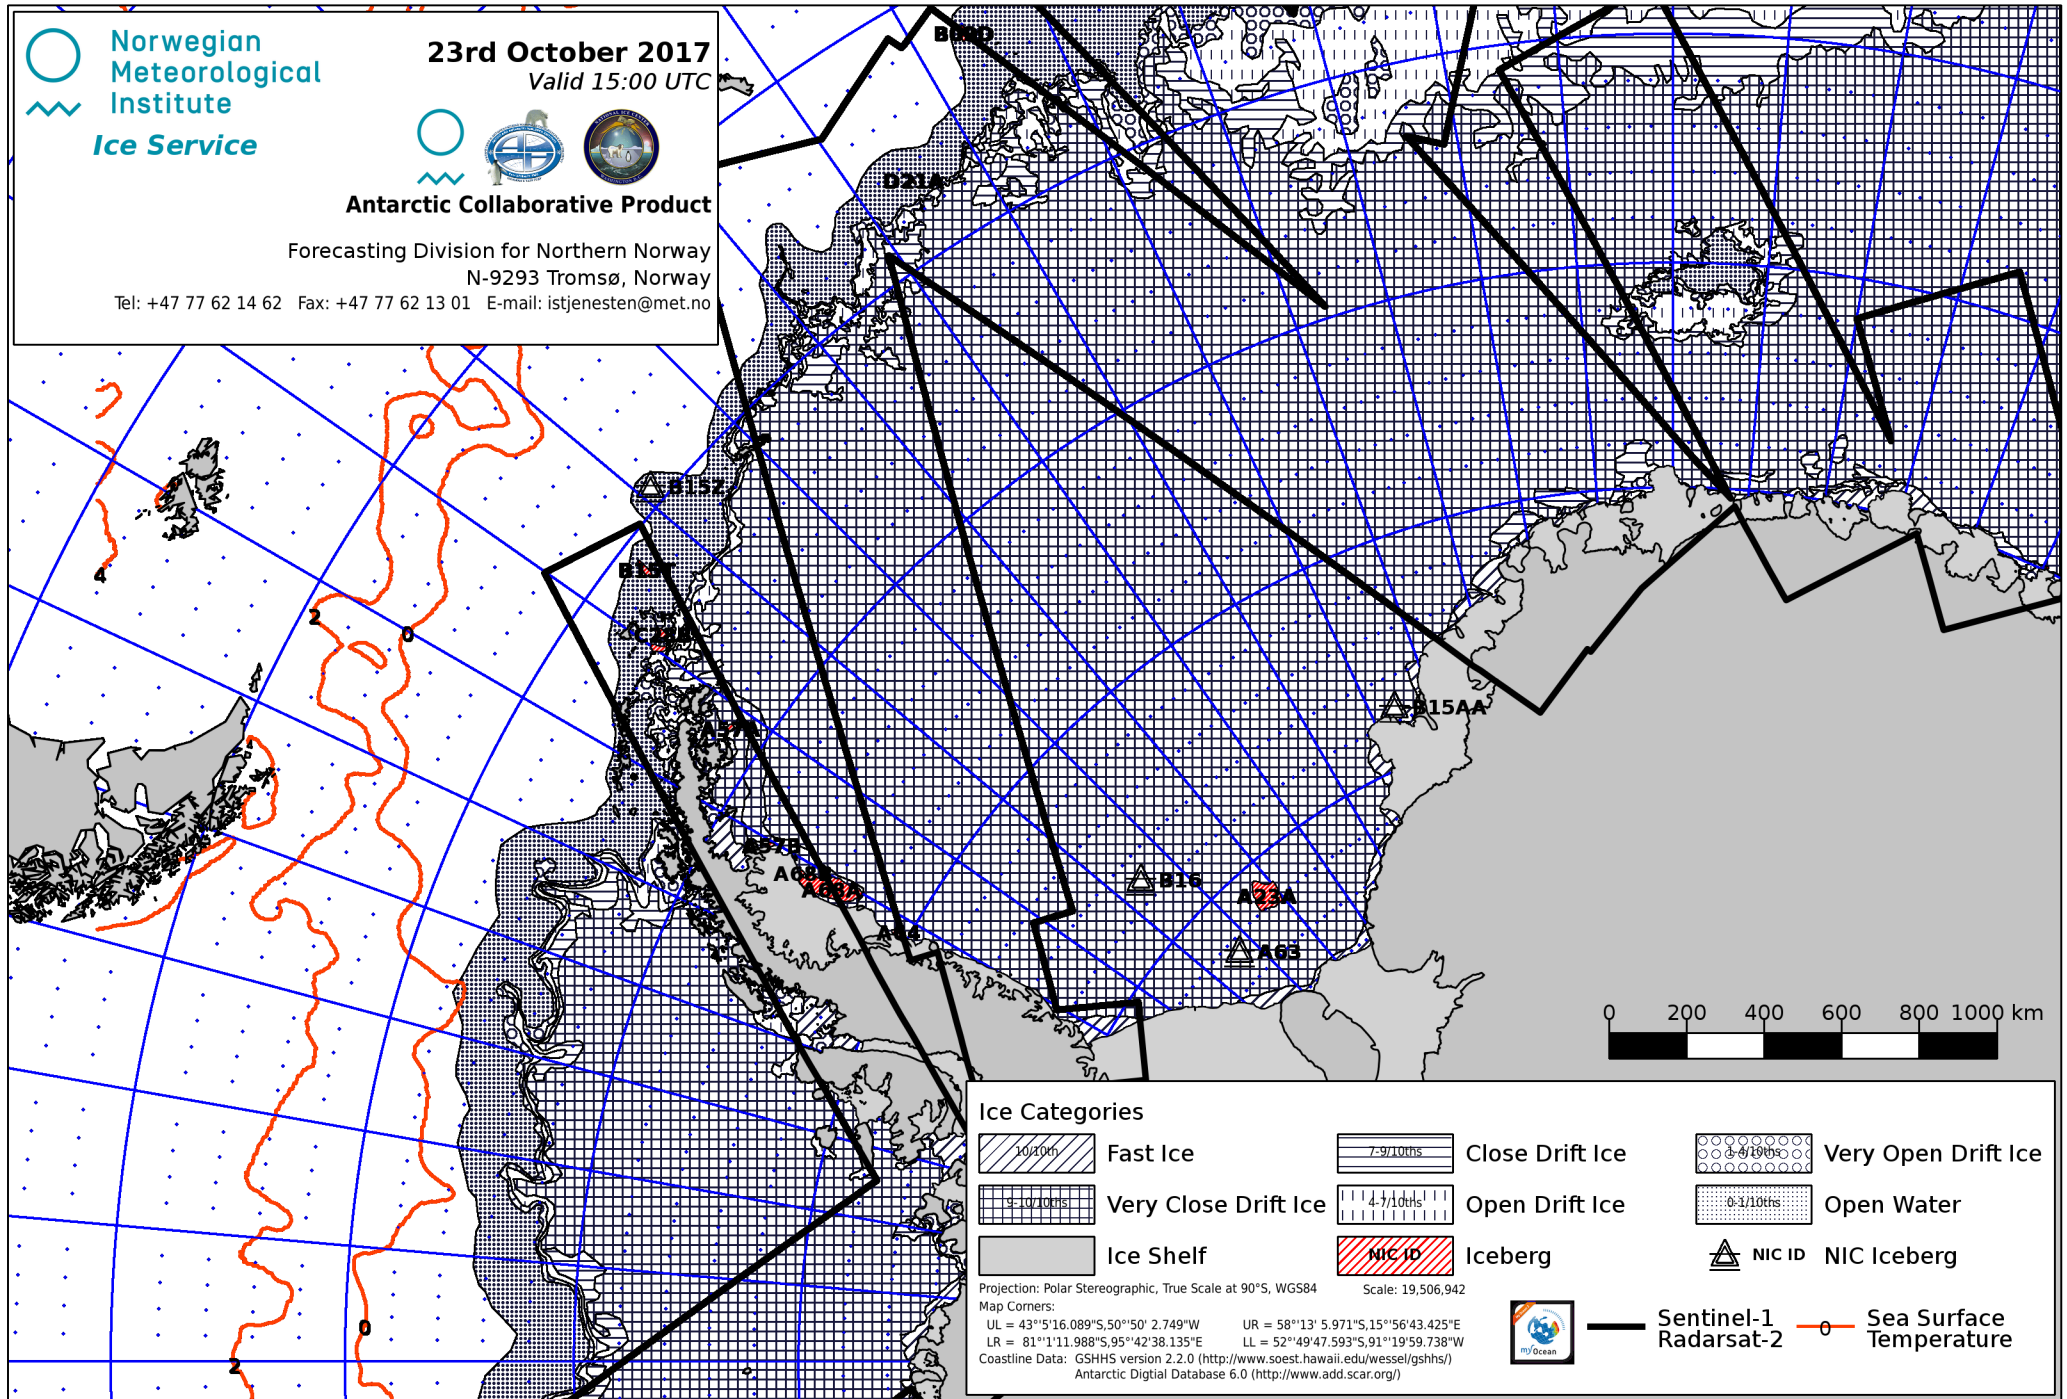 Norwegian
Meteorological
Institute
Ice Service
23rd October 2017
Valid 15:00 UTC
Antarctic Collaborative Product
Forecasting Division for Northern Norway
N-9293 Tromsø, Norway
Tel: +47 77 62 14 62 Fax: +47 77 62 13 01 E-mail: istjenesten@met.no
D21A
B15Z
4
2
0
B15AA
A57B
A68A
B16
A23A
A63
0 200 400 600 800 1000 km
0
2
Ice Categories
10/10th Fast Ice
7-9/10ths Close Drift Ice
1-4/10ths Very Open Drift Ice
9-10/10ths Very Close Drift Ice
4-7/10ths Open Drift Ice
0-1/10ths Open Water
Ice Shelf
NIC ID Iceberg
NIC ID NIC Iceberg
Projection: Polar Stereographic, True Scale at 90°S, WGS84 Scale: 19,506,942
Map Corners:
UL = 43°'5'16.089"S,50°'50' 2.749"W UR = 58°'13' 5.971"S,15°'56'43.425"E
LR = 81°'1'11.988"S,95°'42'38.135"E LL = 52°'49'47.593"S,91°'19'59.738"W
Coastline Data: GSHHS version 2.2.0 (http://www.soest.hawaii.edu/wessel/gshhs/)
Antarctic Digtial Database 6.0 (http://www.add.scar.org/)
myOcean
Sentinel-1
Radarsat-2
0
Sea Surface
Temperature